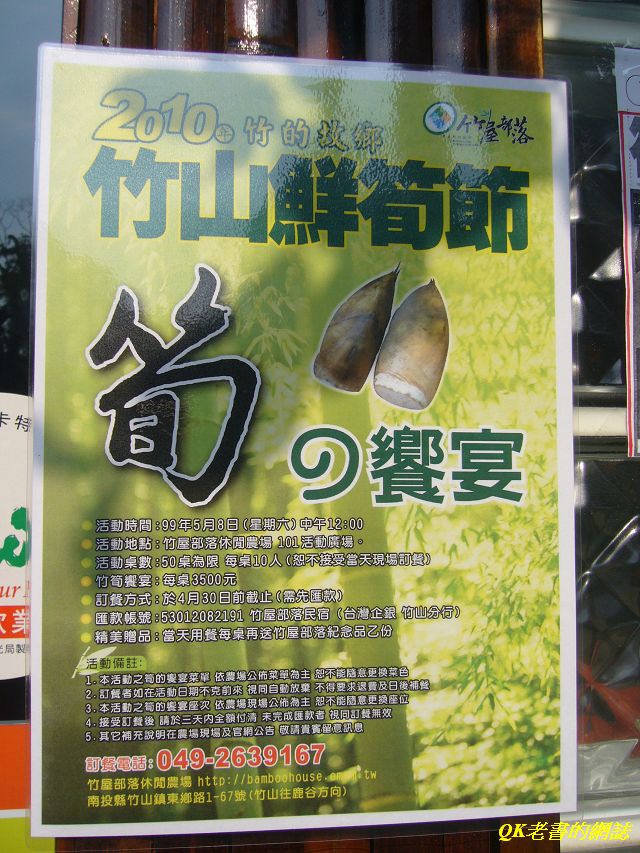 2010年 竹的故鄉
竹屋部落
竹山鮮筍節
筍
の饗宴
• 活動時間：99年5月8日(星期六)中午12:00
• 活動地點：竹屋部落休閒農場 101活動廣場。
• 活動桌數：50桌為限 每桌10人(恕不接受當天現場訂餐)
• 竹筍饗宴：每桌3500元
• 訂餐方式：於4月30日前截止(需先匯款)
• 匯款帳號：53012082191 竹屋部落民宿(台灣企銀 竹山分行)
• 精美贈品：當天用餐每桌再送竹屋部落紀念品乙份
活動備註:
1.本活動之筍的饗宴菜單 依農場公佈菜單為主 恕不能隨意更換菜色
2.訂餐者如在活動日期不克前來 視同自動放棄 不得要求退費及日後補餐
3.本活動之筍的饗宴座次 依農場現場公佈為主 恕不能隨意更換座位
4.接受訂餐後 請於三天內全額付清 未完成匯款者 視同訂餐無效
5.其它補充說明在農場現場及官網公告 敬請貴賓留意訊息
訂餐電話:049-2639167
竹屋部落休閒農場 http://bamboohouse.em.tw
南投縣竹山鎮東鄉路1-67號(竹山往鹿谷方向)
卡特
QK老書的網誌